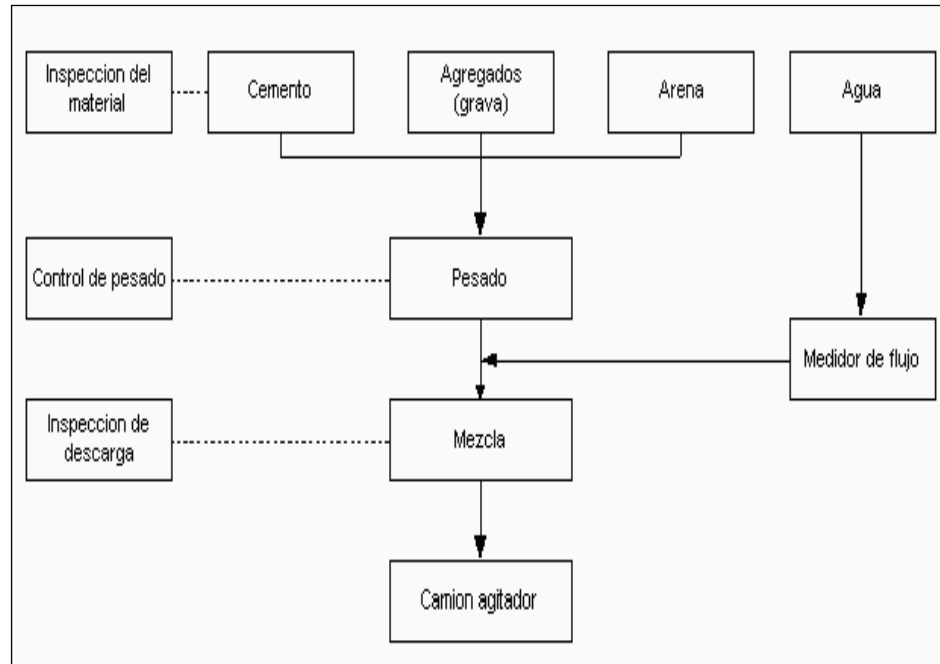 Inspeccion del
material
Cemento
Agregados
(grava)
Arena
Agua
Control de pesado
Pesado
Medidor de flujo
Inspeccion de
descarga
Mezcla
Camion agitador